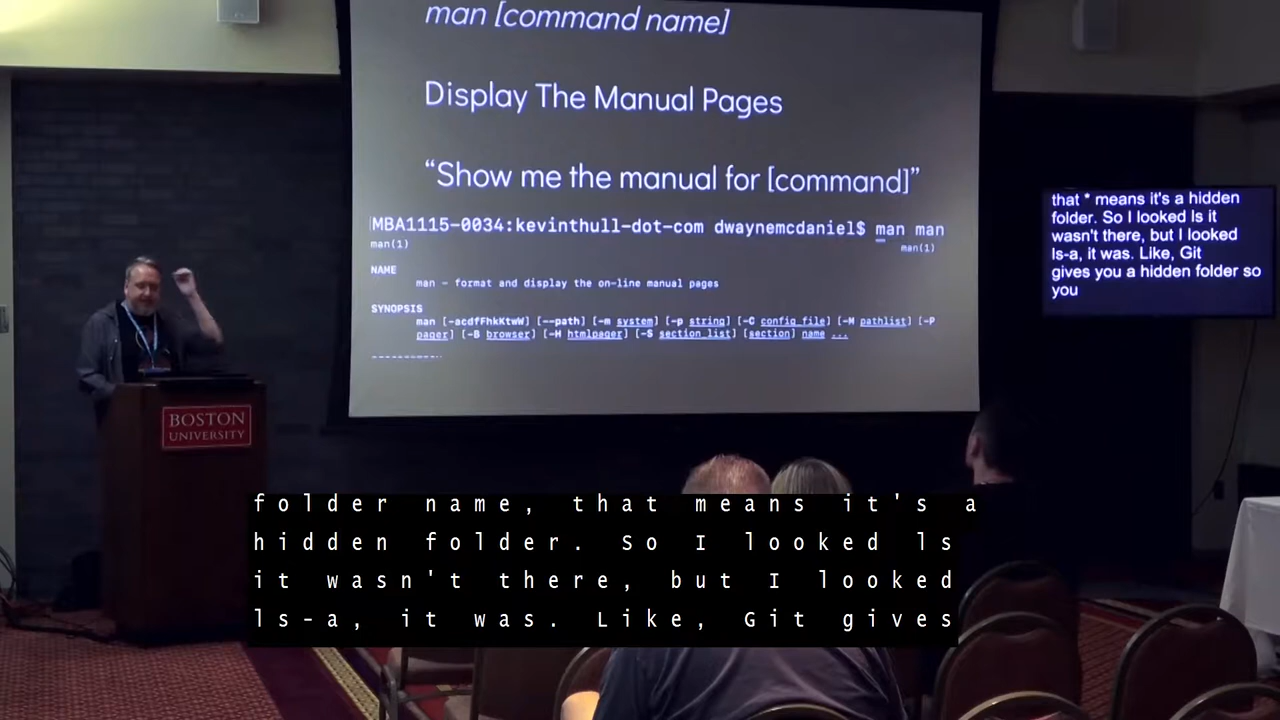 man [command name]
Display The Manual Pages
“Show me the manual for [command]”
MBA1115-0034:kevinthull-dot-com dwaynemcdaniel$ man man
man(1) man(1)
NAME
man - format and display the on-line manual pages
SYNOPSIS
man [-acdfFhkKtwW] [--path] [-m system] [-p string] [-C config_file] [-M pathlist] [-P
pager] [-B browser] [-H htmlpager] [-S section_list] [section] name ...
that * means it's a hidden
folder. So I looked ls it
wasn't there, but I looked
ls-a, it was. Like, Git
gives you a hidden folder so
you
BOSTON
UNIVERSITY
folder name, that means it's a
hidden folder. So I looked ls
it wasn't there, but I looked
ls-a, it was. Like, Git gives